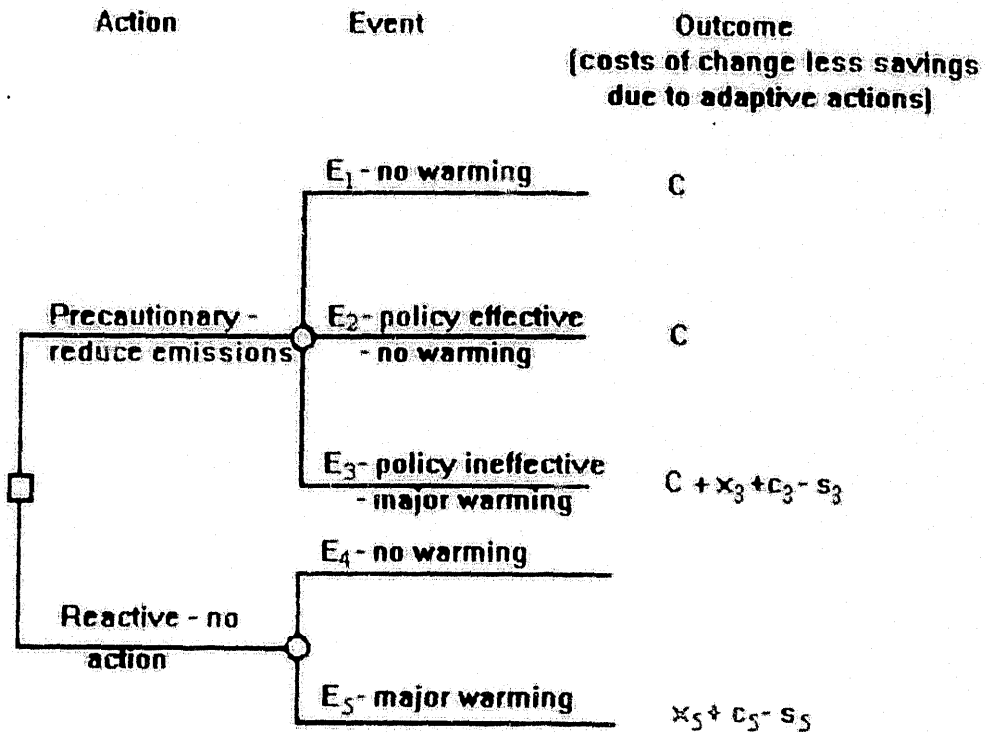 Action Event Outcome
(costs of change less savings
due to adaptive actions)
E₁ - no warming C
Precautionary -
reduce emissions
E₂ - policy effective
- no warming C
E₃ - policy ineffective
- major warming C + x₃ + c₃ - s₃
E₄ - no warming
Reactive - no
action
E₅ - major warming x₅ + c₅ - s₅